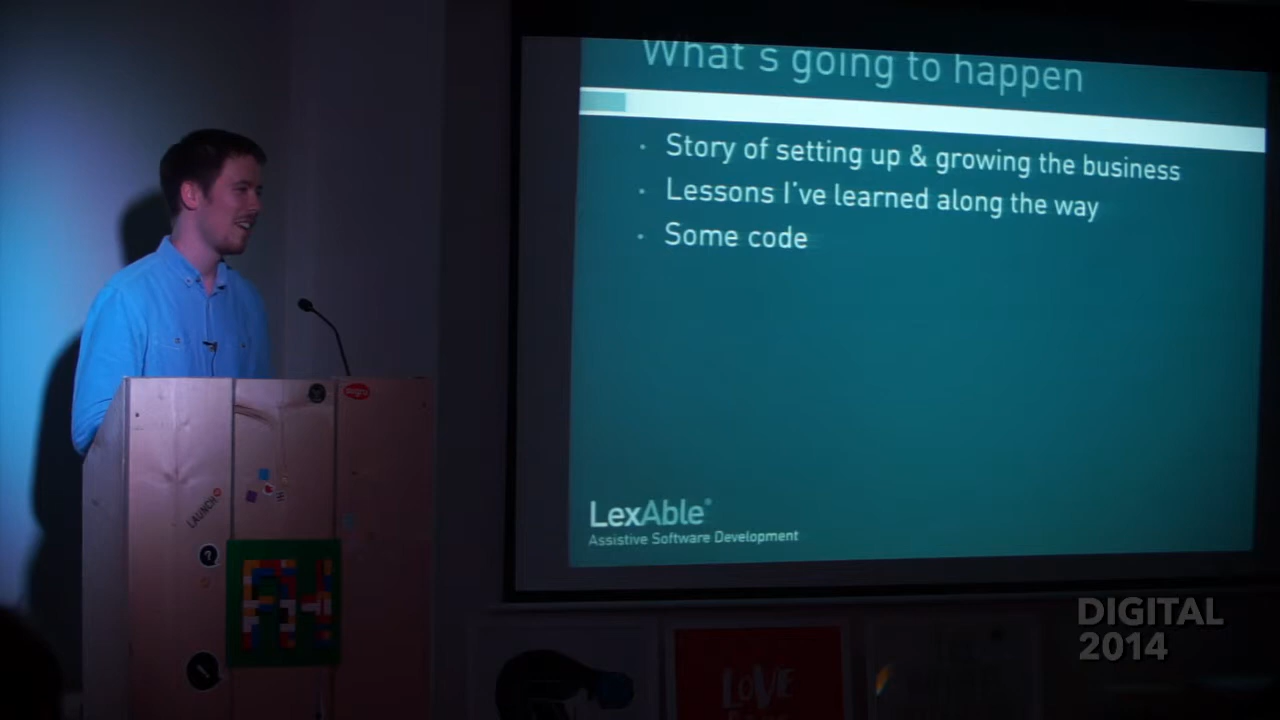 What's going to happen
· Story of setting up & growing the business
· Lessons I've learned along the way
· Some code
LexAble®
Assistive Software Development
LAUNCH
?
DIGITAL
2014
LOVE